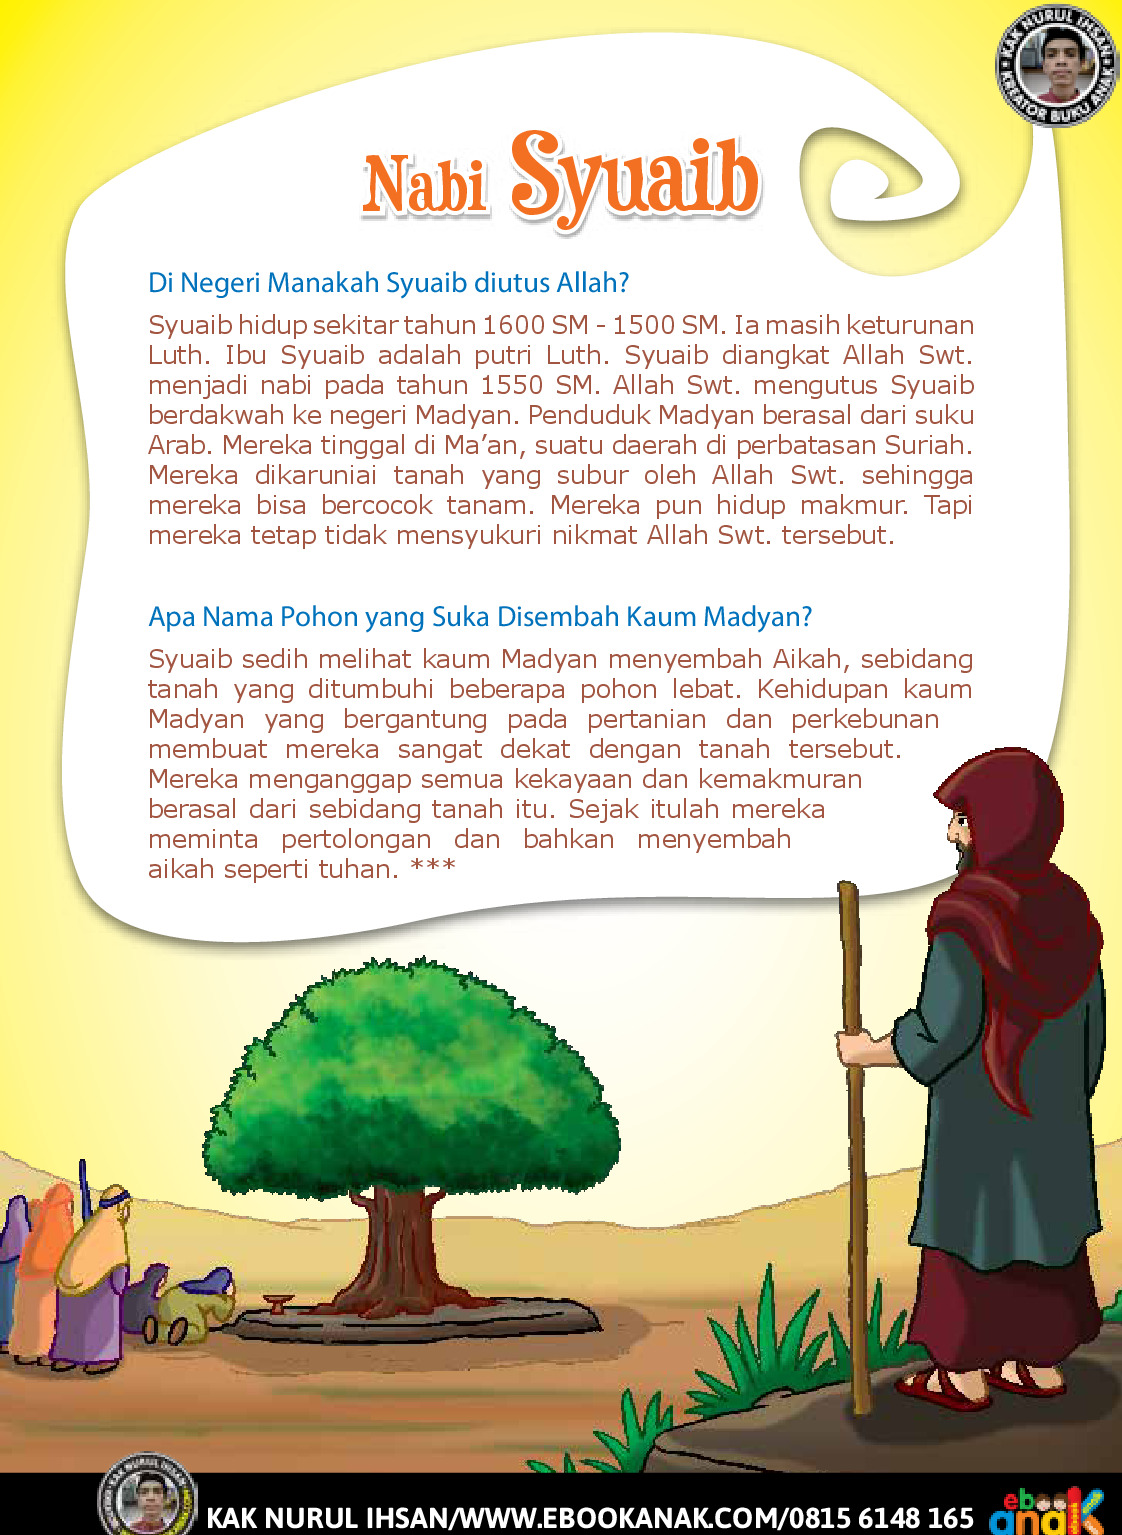 KAK NURUL IHSAN
KREATOR BUKU ANAK
Nabi Syuaib
Di Negeri Manakah Syuaib diutus Allah?
Syuaib hidup sekitar tahun 1600 SM - 1500 SM. Ia masih keturunan
Luth. Ibu Syuaib adalah putri Luth. Syuaib diangkat Allah Swt.
menjadi nabi pada tahun 1550 SM. Allah Swt. mengutus Syuaib
berdakwah ke negeri Madyan. Penduduk Madyan berasal dari suku
Arab. Mereka tinggal di Ma’an, suatu daerah di perbatasan Suriah.
Mereka dikaruniai tanah yang subur oleh Allah Swt. sehingga
mereka bisa bercocok tanam. Mereka pun hidup makmur. Tapi
mereka tetap tidak mensyukuri nikmat Allah Swt. tersebut.
Apa Nama Pohon yang Suka Disembah Kaum Madyan?
Syuaib sedih melihat kaum Madyan menyembah Aikah, sebidang
tanah yang ditumbuhi beberapa pohon lebat. Kehidupan kaum
Madyan yang bergantung pada pertanian dan perkebunan
membuat mereka sangat dekat dengan tanah tersebut.
Mereka menganggap semua kekayaan dan kemakmuran
berasal dari sebidang tanah itu. Sejak itulah mereka
meminta pertolongan dan bahkan menyembah
aikah seperti tuhan. ***
KAK NURUL IHSAN
KAK NURUL IHSAN/WWW.EBOOKANAK.COM/0815 6148 165
ebook
anak